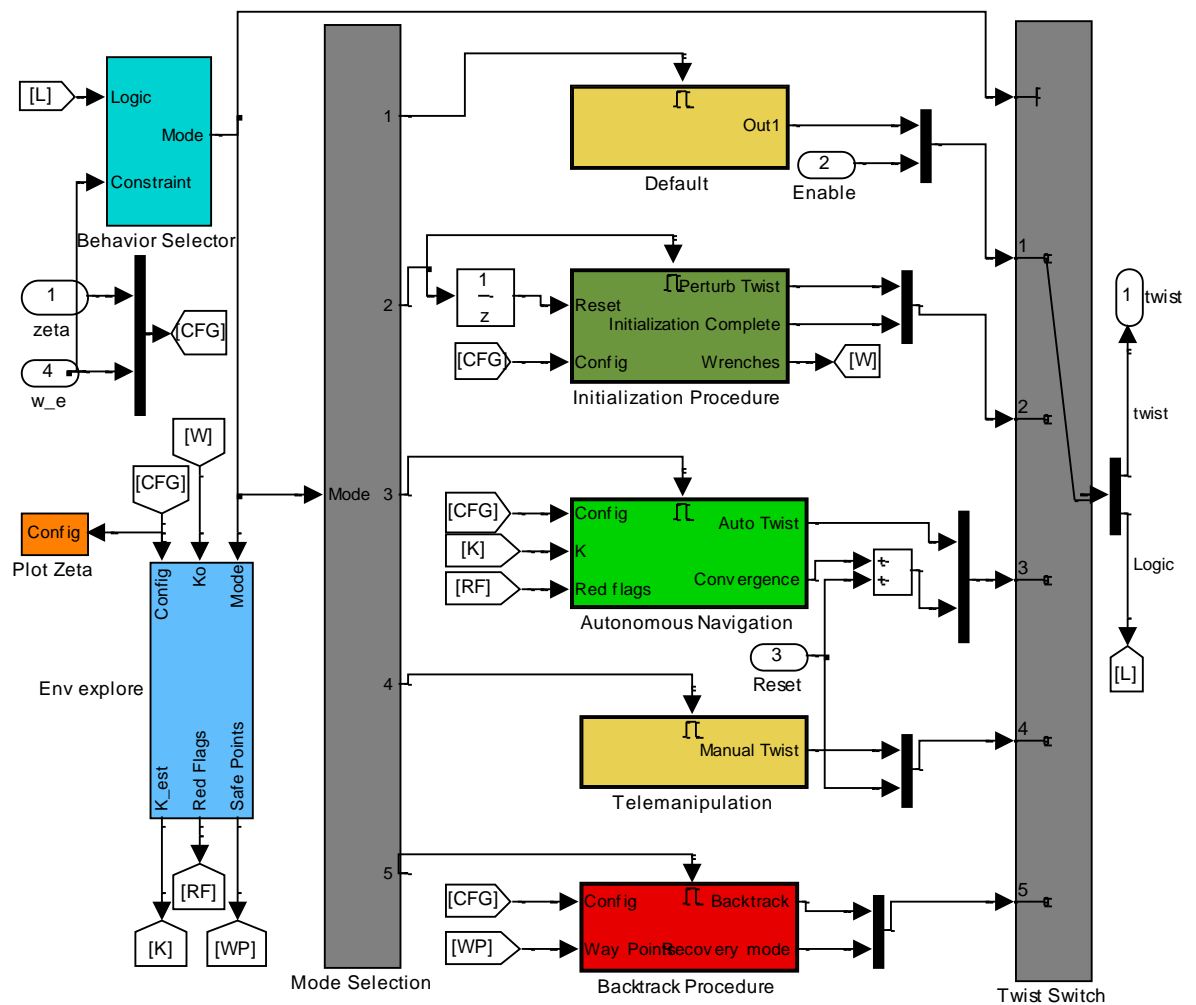 [L]
Logic
Mode
Constraint
Behavior Selector
1
zeta
4
w_e
[CFG]
[W]
[CFG]
Config
Plot Zeta
Config
Ko
Mode
Env explore
K_est
Red Flags
Safe Points
[RF]
[K]
[WP]
Mode
1
2
3
4
5
Mode Selection
Out1
Default
2
Enable
1
z
Reset
[CFG]
Config
Perturb Twist
Initialization Complete
Wrenches
[W]
Initialization Procedure
[CFG]
Config
[K]
K
[RF]
Red flags
Auto Twist
Convergence
Autonomous Navigation
3
Reset
Manual Twist
Telemanipulation
[CFG]
Config
[WP]
Way Points
Backtrack
Recovery mode
Backtrack Procedure
1
2
3
4
5
Twist Switch
1
twist
twist
Logic
[L]